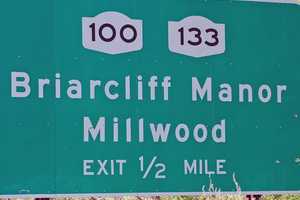 100 133
Briarcliff Manor
Millwood
EXIT 1/2 MILE